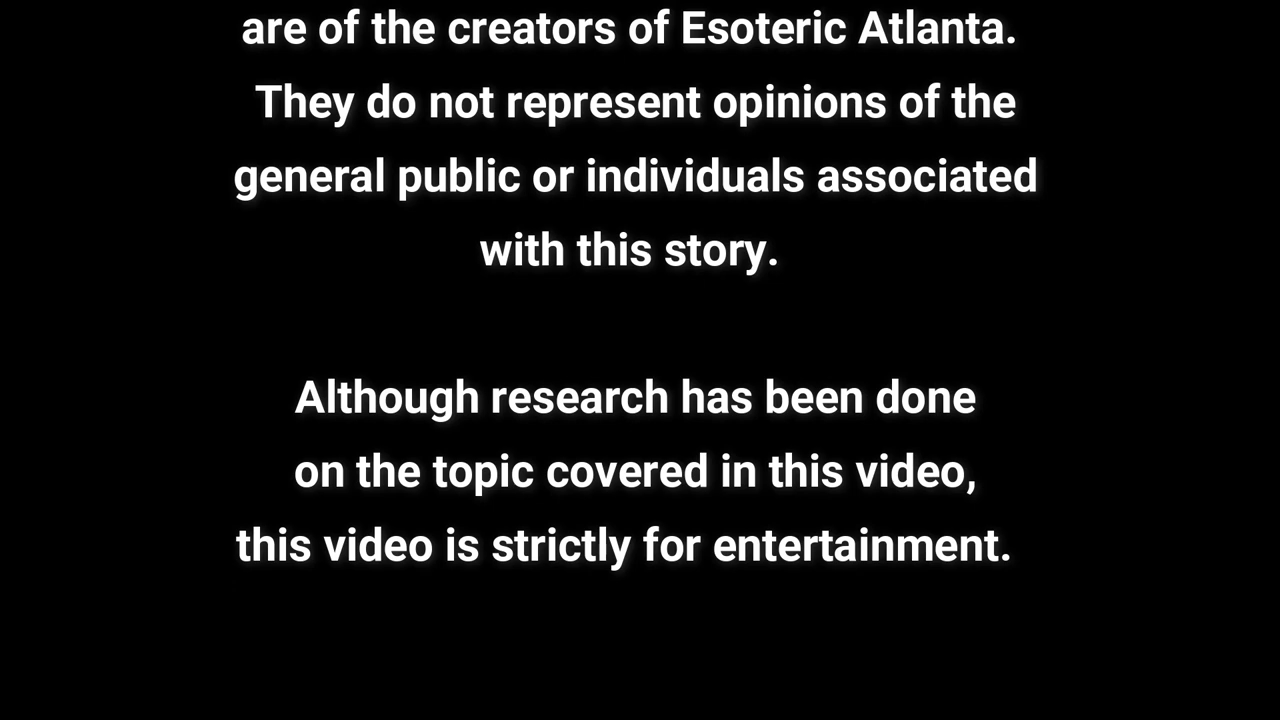 are of the creators of Esoteric Atlanta.
They do not represent opinions of the
general public or individuals associated
with this story.
Although research has been done
on the topic covered in this video,
this video is strictly for entertainment.